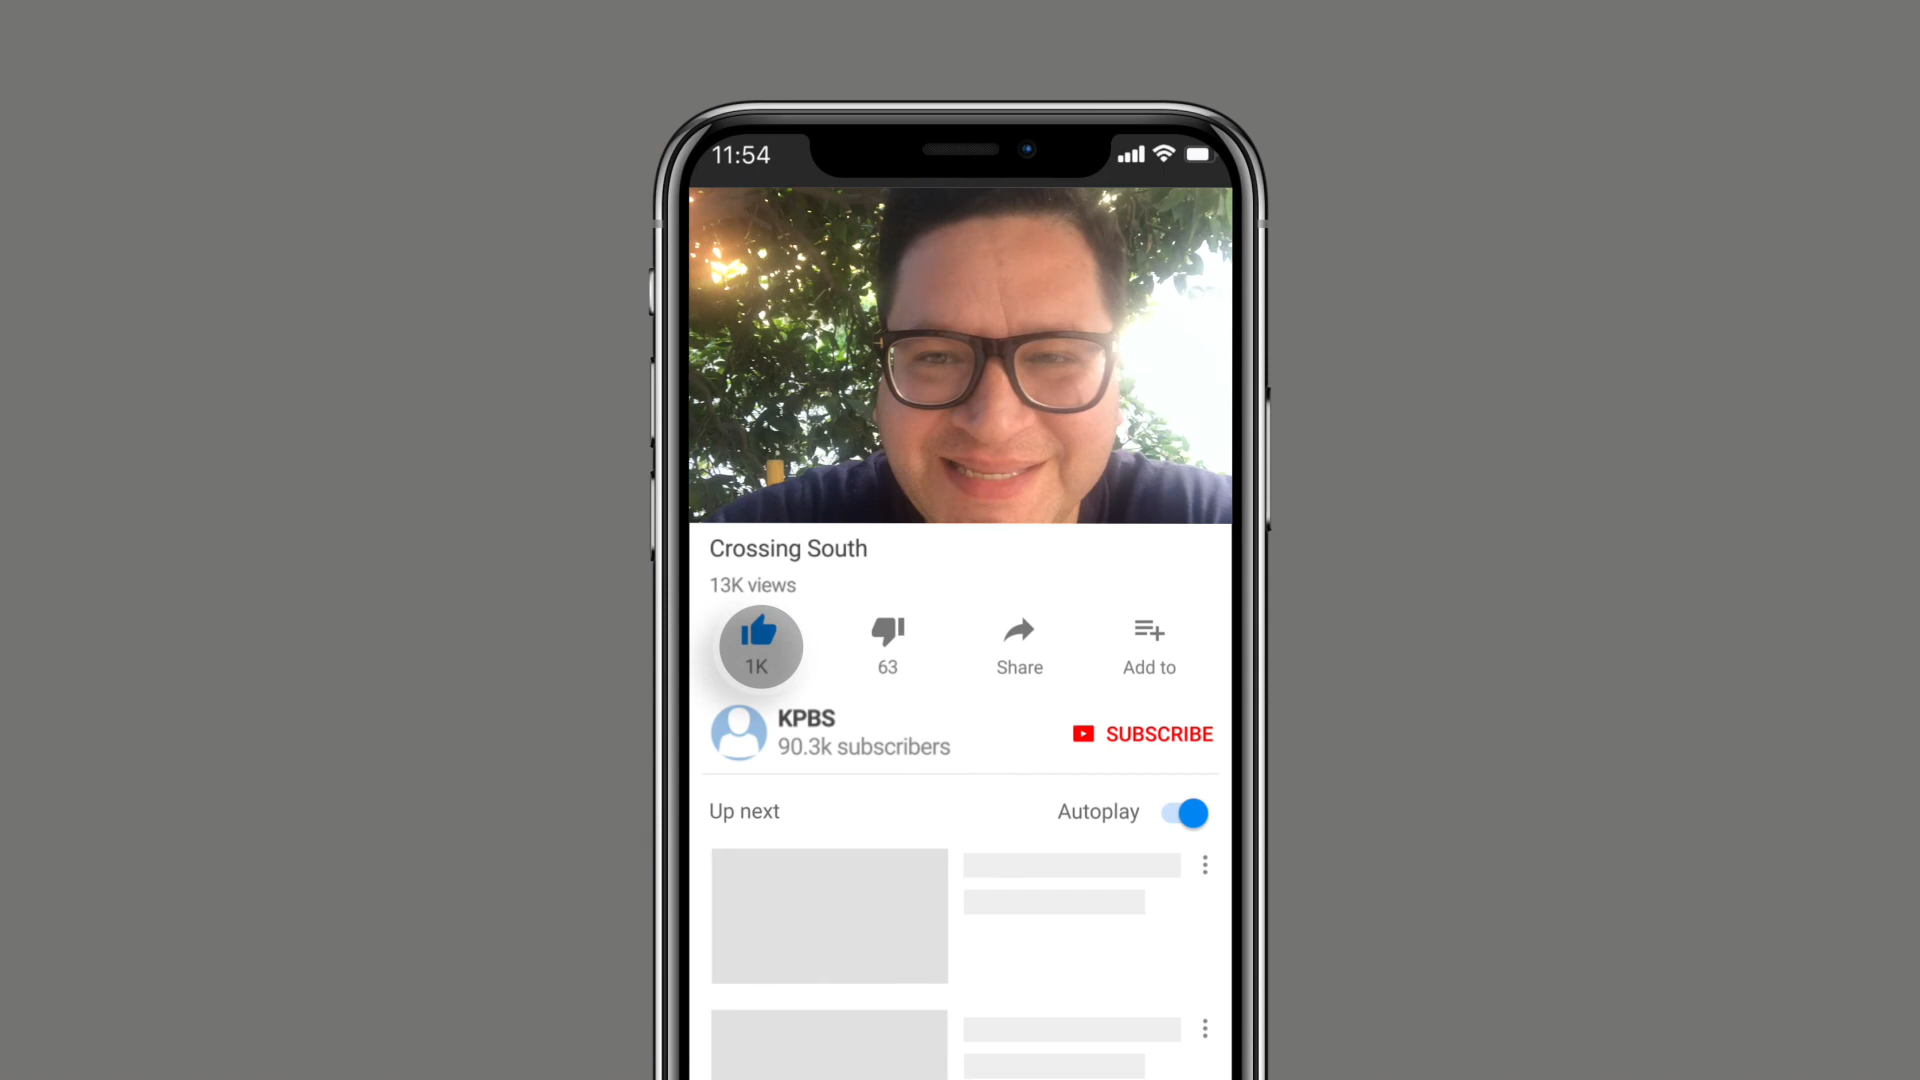 11:54
Crossing South
13K views
1K
63
Share
Add to
KPBS
90.3k subscribers
SUBSCRIBE
Up next
Autoplay